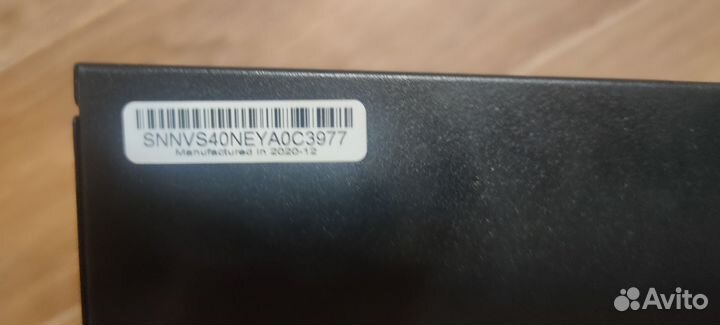 SNNVS40NEYA0C3977
Manufactured in 2020-12
Avito